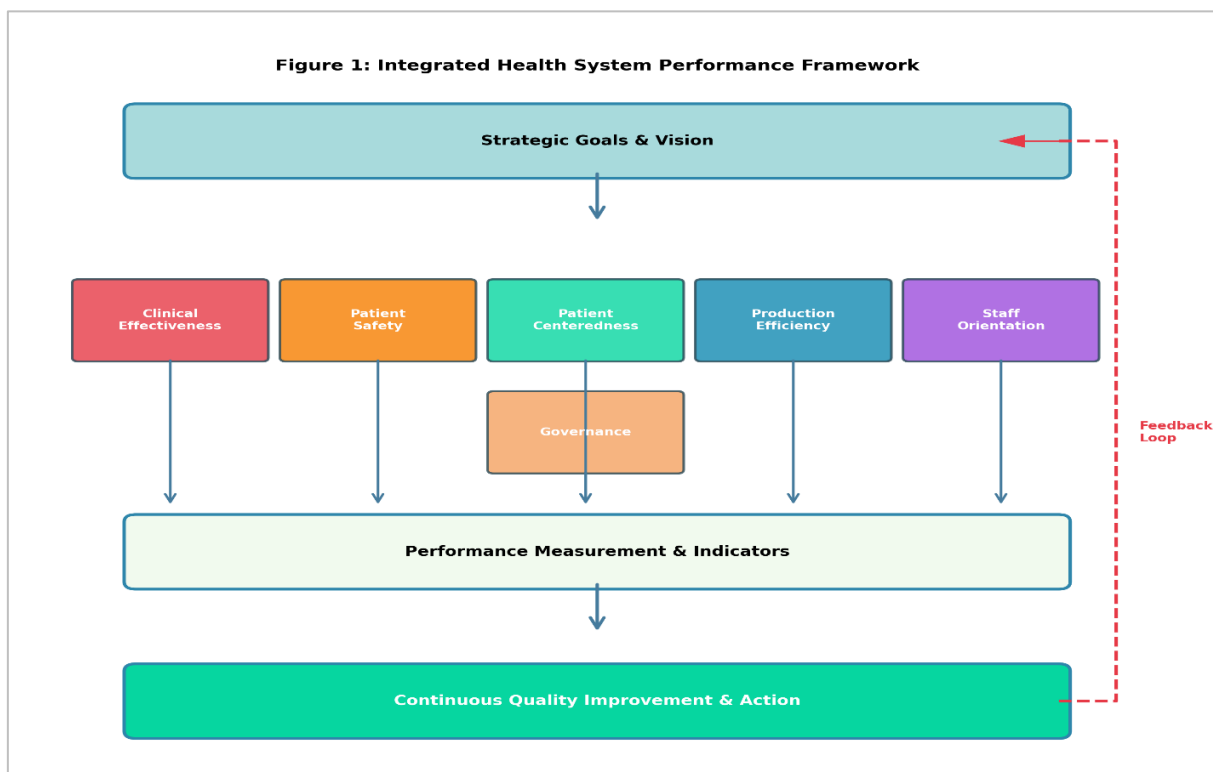 Figure 1: Integrated Health System Performance Framework
Strategic Goals & Vision
Clinical
Effectiveness
Patient
Safety
Patient
Centeredness
Production
Efficiency
Staff
Orientation
Governance
Feedback
Loop
Performance Measurement & Indicators
Continuous Quality Improvement & Action